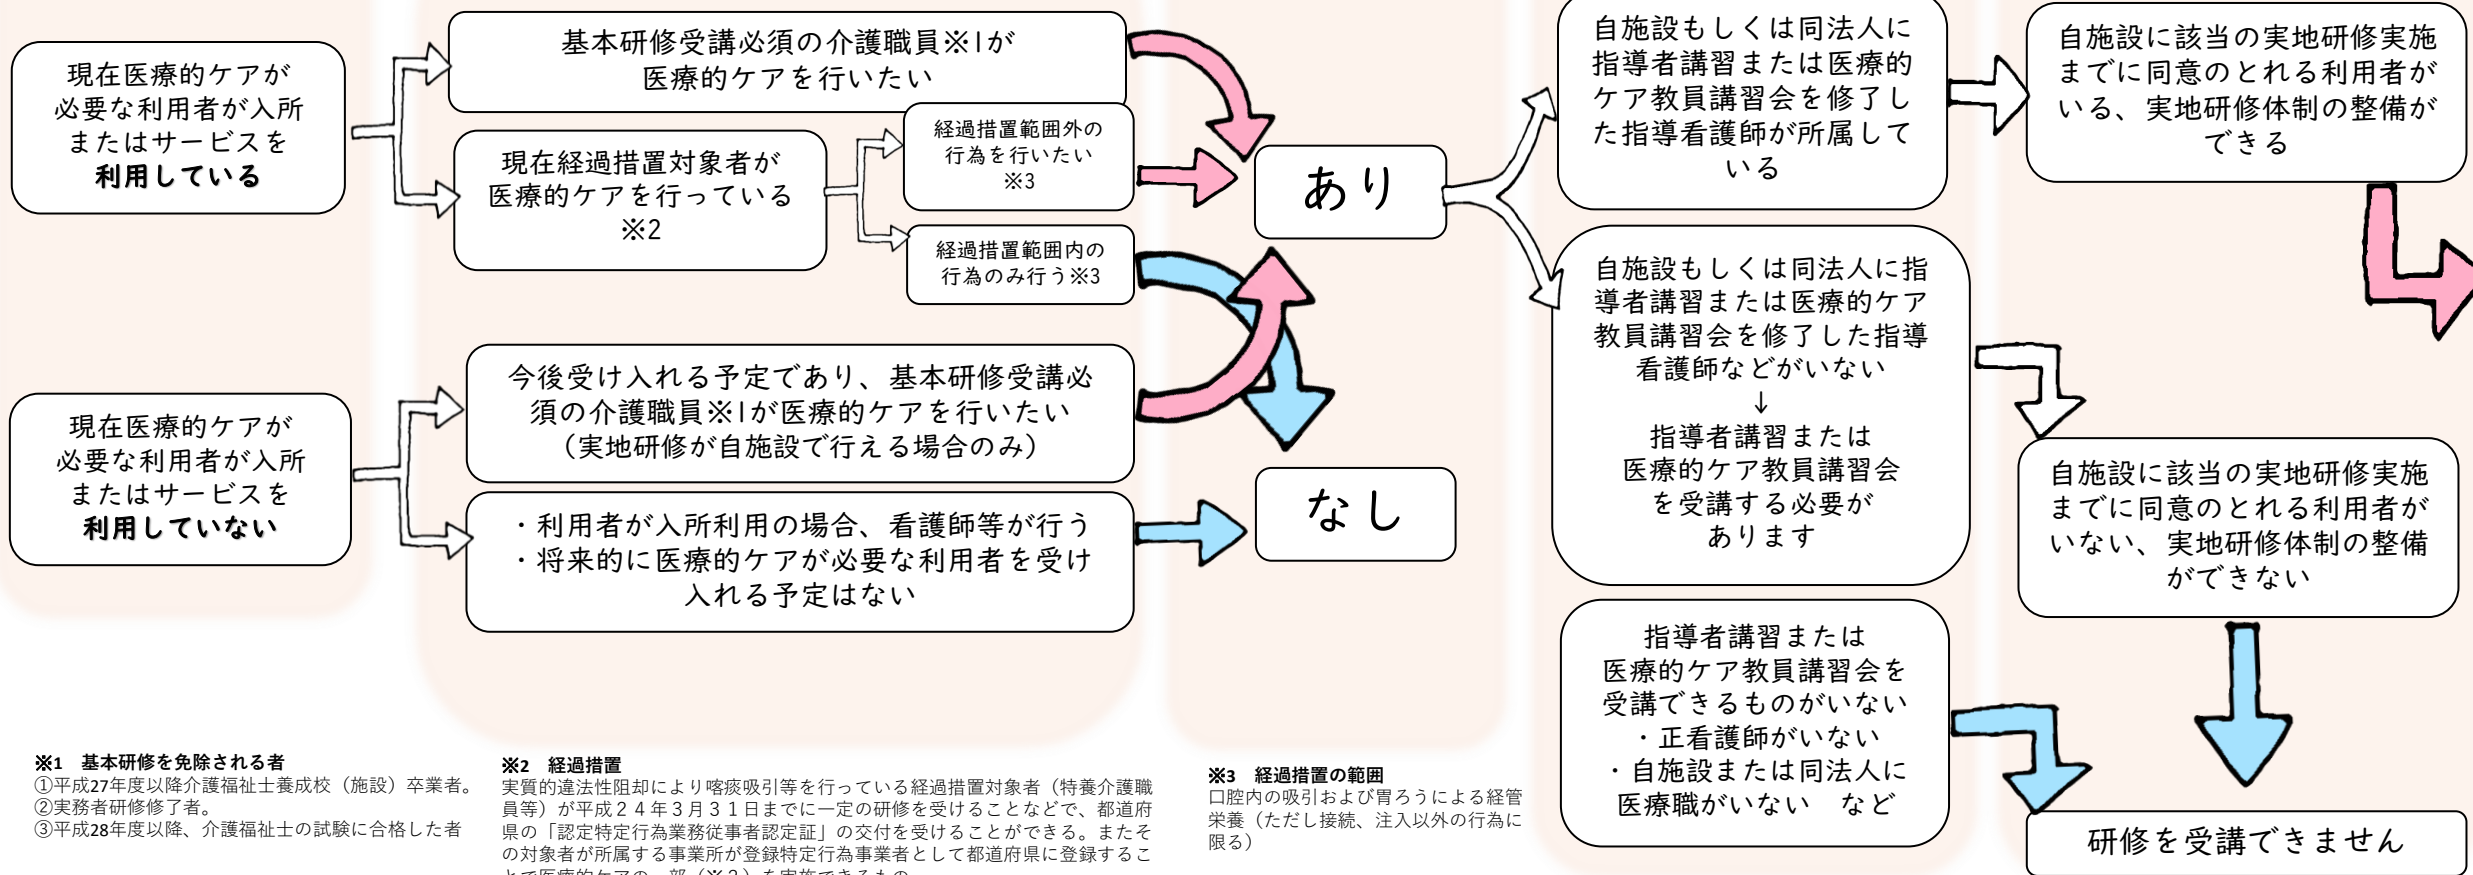 現在医療的ケアが
必要な利用者が入所
またはサービスを
利用している
基本研修受講必須の介護職員※1が
医療的ケアを行いたい
現在経過措置対象者が
医療的ケアを行っている
※2
経過措置範囲外の
行為を行いたい
※3
経過措置範囲内の
行為のみ行う※3
あり
自施設もしくは同法人に
指導者講習または医療的
ケア教員講習会を修了し
た指導看護師が所属して
いる
自施設に該当の実地研修実施
までに同意のとれる利用者が
いる、実地研修体制の整備が
できる
現在医療的ケアが
必要な利用者が入所
またはサービスを
利用していない
今後受け入れる予定であり、基本研修受講必
須の介護職員※1が医療的ケアを行いたい
（実地研修が自施設で行える場合のみ）
・利用者が入所利用の場合、看護師等が行う
・将来的に医療的ケアが必要な利用者を受け
入れる予定はない
なし
自施設もしくは同法人に指
導者講習または医療的ケア
教員講習会を修了した指導
看護師などがいない
↓
指導者講習または
医療的ケア教員講習会
を受講する必要が
あります
自施設に該当の実地研修実施
までに同意のとれる利用者が
いない、実地研修体制の整備
ができない
指導者講習または
医療的ケア教員講習会を
受講できるものがいない
・正看護師がいない
・自施設または同法人に
医療職がいない　など
研修を受講できません
※1　基本研修を免除される者
①平成27年度以降介護福祉士養成校（施設）卒業者。
②実務者研修修了者。
③平成28年度以降、介護福祉士の試験に合格した者
※2　経過措置
実質的違法性阻却により喀痰吸引等を行っている経過措置対象者（特養介護職
員等）が平成２４年３月３１日までに一定の研修を受けることなどで、都道府
県の「認定特定行為業務従事者認定証」の交付を受けることができる。またそ
の対象者が所属する事業所が登録特定行為事業者として都道府県に登録するこ
とで医療的ケアの一部（※３）を実施できるもの
※3　経過措置の範囲
口腔内の吸引および胃ろうによる経管
栄養（ただし接続、注入以外の行為に
限る）